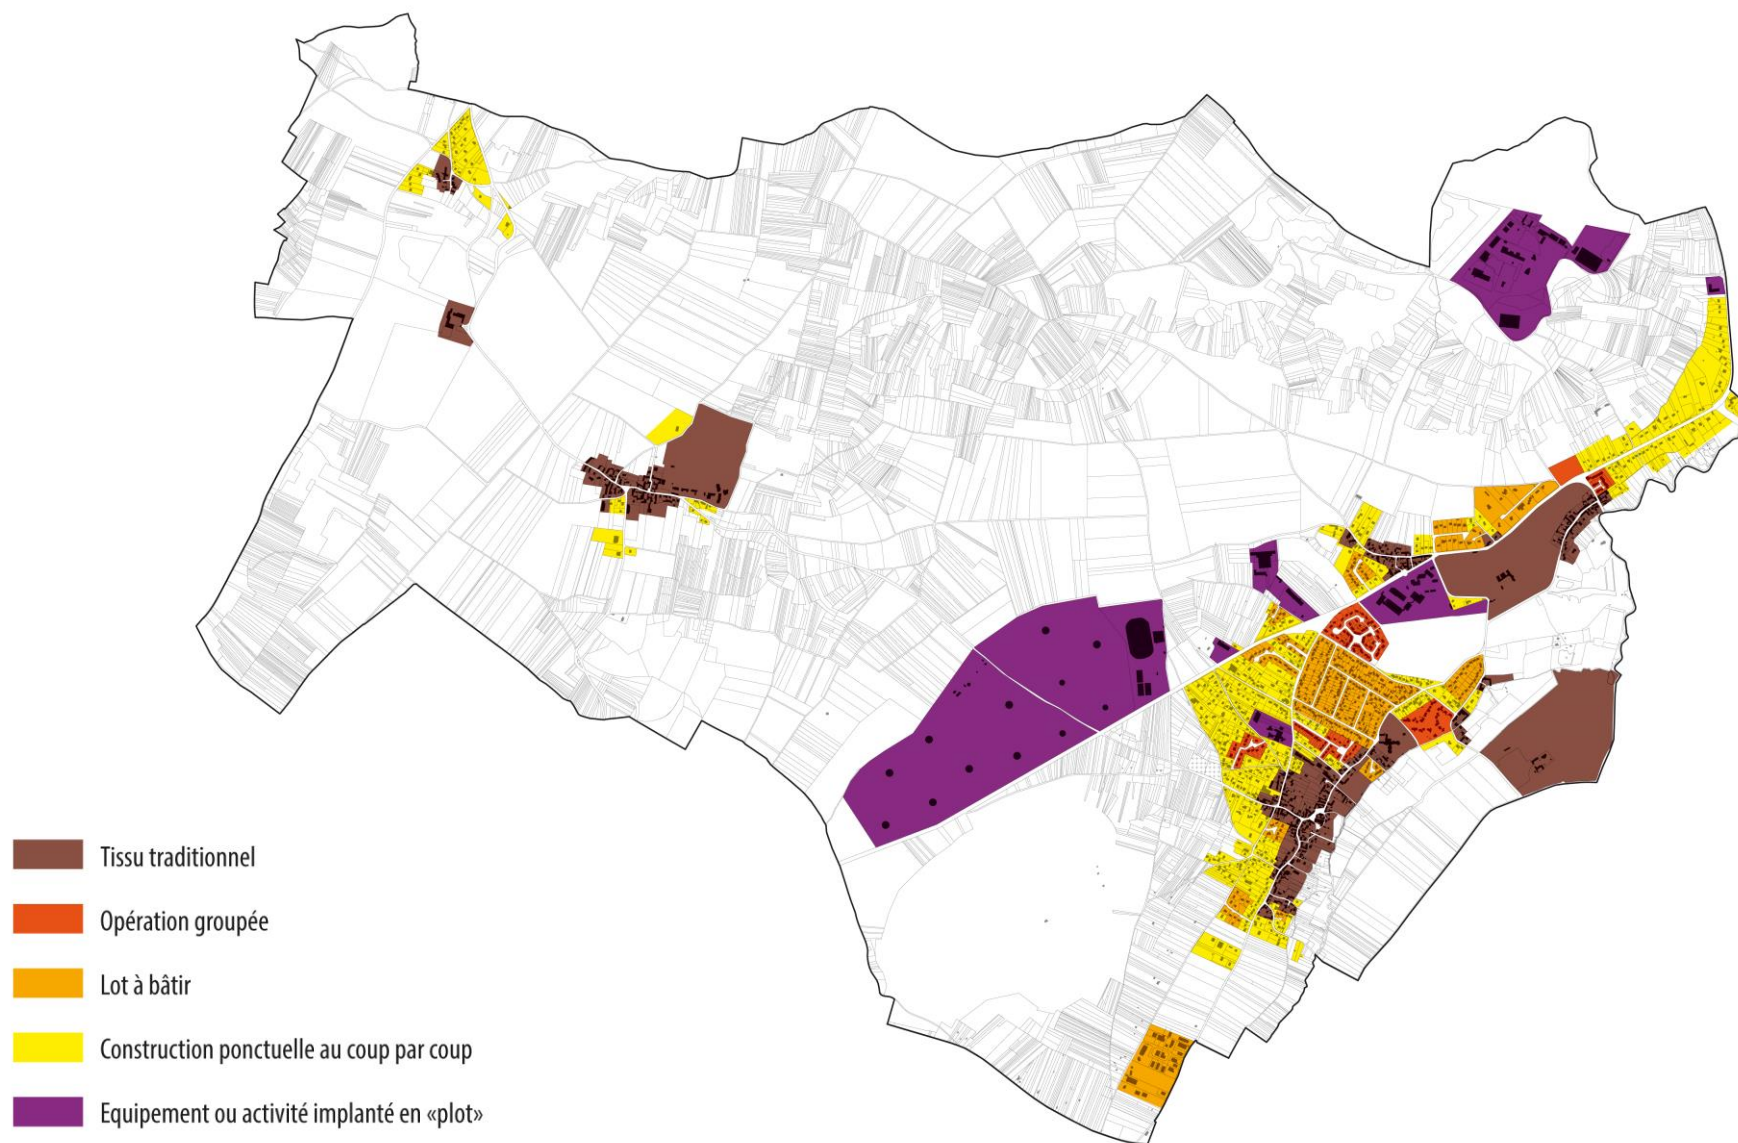 Tissu traditionnel
Opération groupée
Lot à bâtir
Construction ponctuelle au coup par coup
Equipement ou activité implanté en «plot»